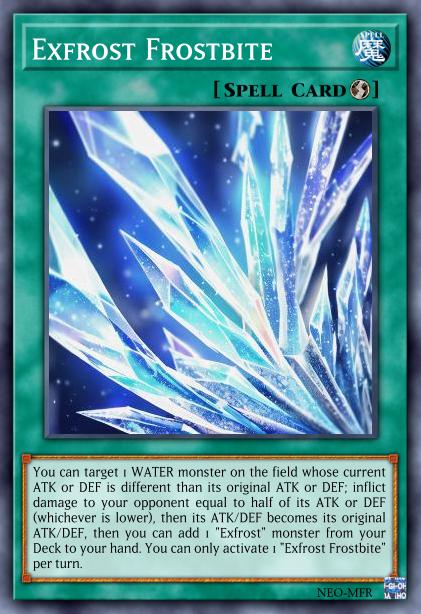 Exfrost Frostbite
SPELL
魔
[Spell Card]
You can target 1 WATER monster on the field whose current
ATK or DEF is different than its original ATK or DEF; inflict
damage to your opponent equal to half of its ATK or DEF
(whichever is lower), then its ATK/DEF becomes its original
ATK/DEF, then you can add 1 "Exfrost" monster from your
Deck to your hand. You can only activate 1 "Exfrost Frostbite"
per turn.
NEO-MFR